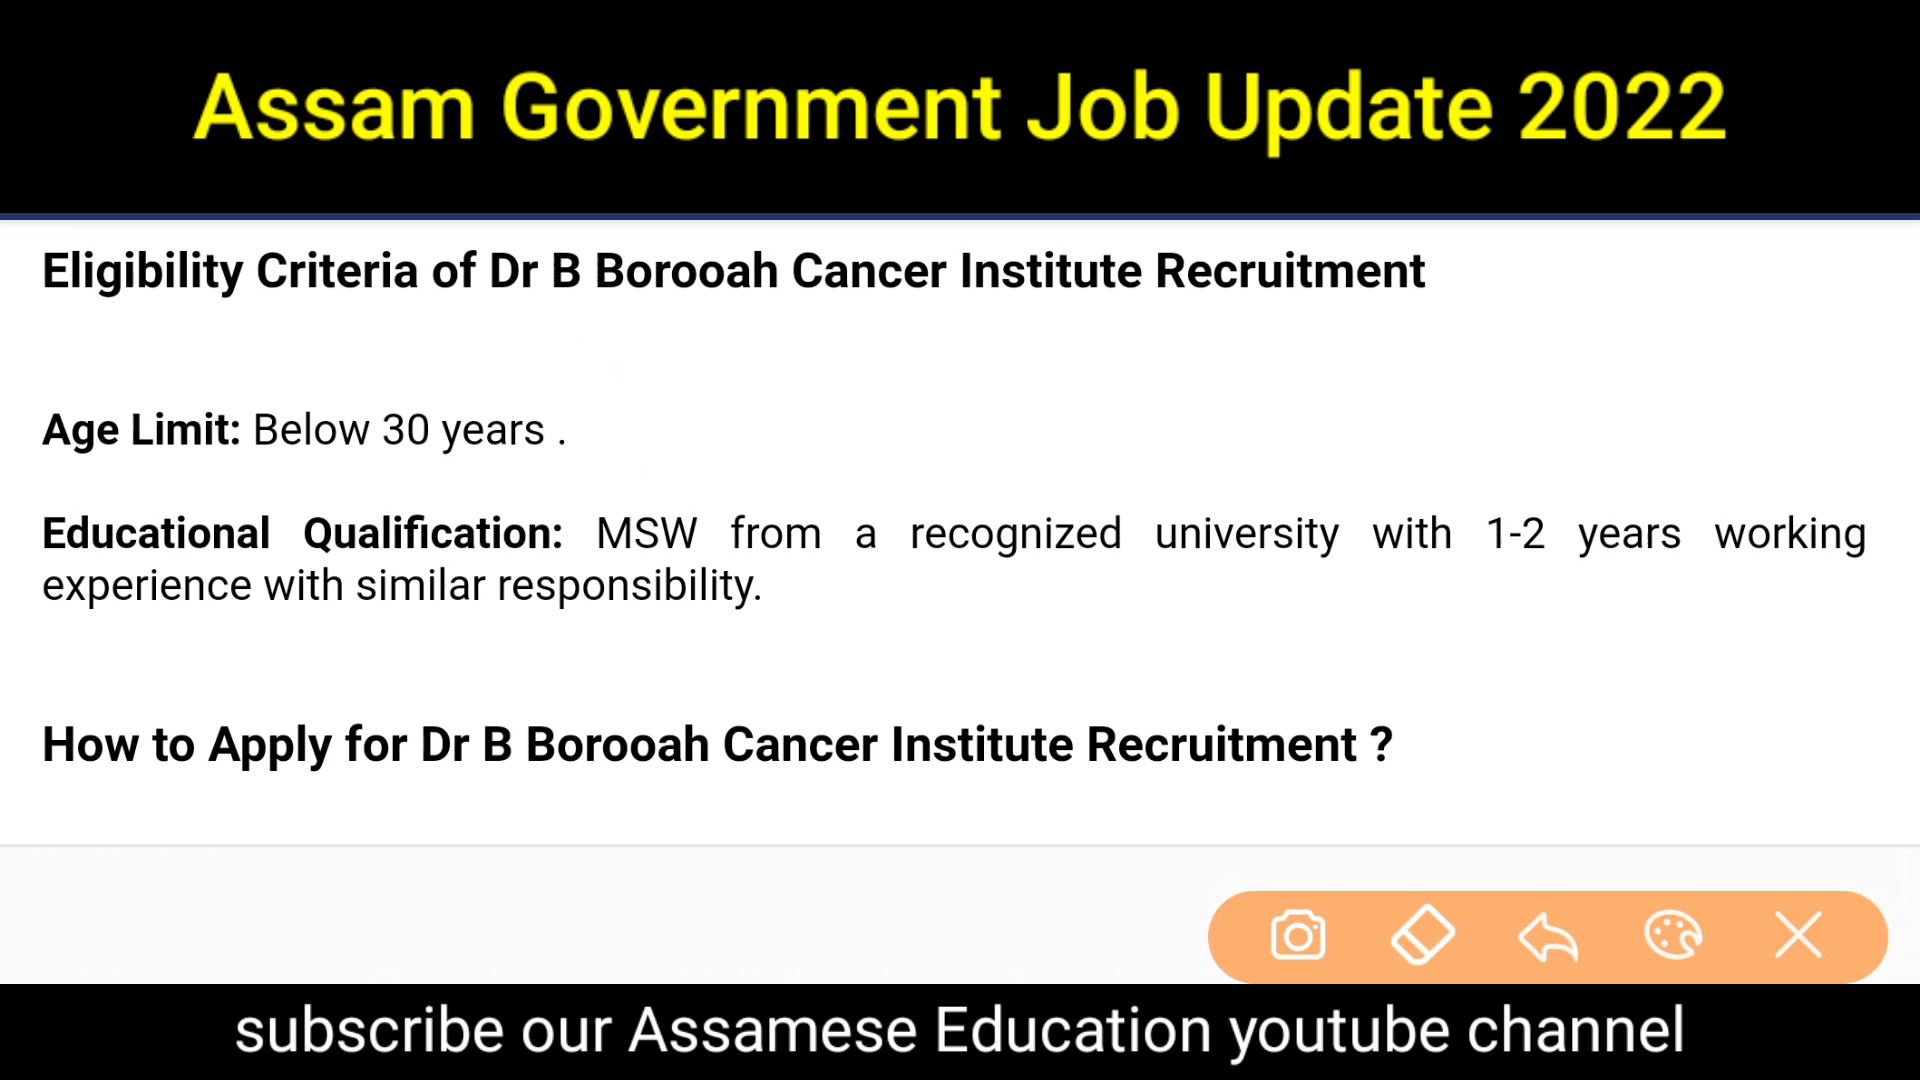 Assam Government Job Update 2022
Eligibility Criteria of Dr B Borooah Cancer Institute Recruitment
Age Limit: Below 30 years .
Educational Qualification: MSW from a recognized university with 1-2 years working
experience with similar responsibility.
How to Apply for Dr B Borooah Cancer Institute Recruitment ?
subscribe our Assamese Education youtube channel